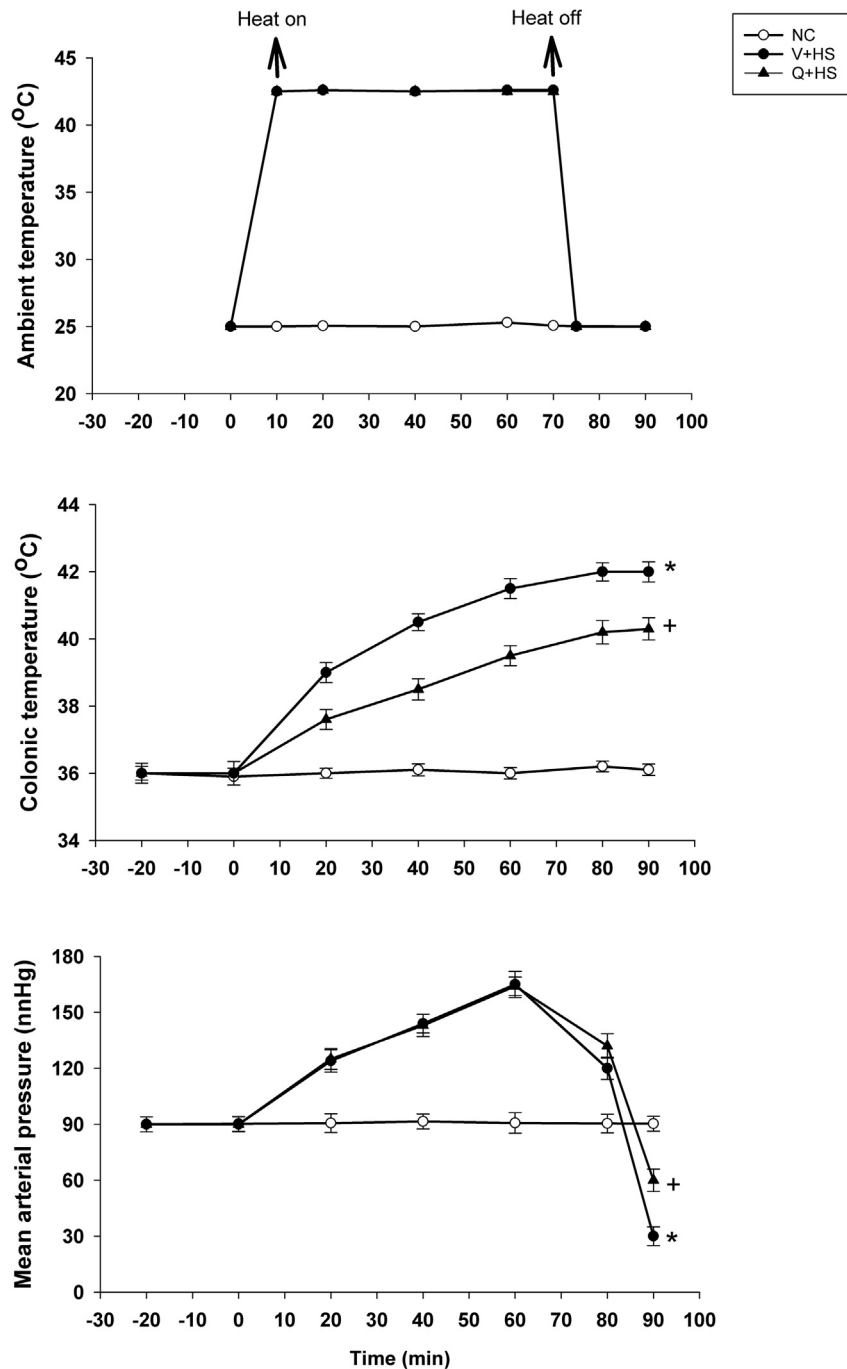 Heat on
Heat off
NC
V+HS
Q+HS
Ambient temperature (°C)
45
40
35
30
25
20
-30 -20 -10 0 10 20 30 40 50 60 70 80 90 100
Colonic temperature (°C)
44
42
40
38
36
34
*
+
-30 -20 -10 0 10 20 30 40 50 60 70 80 90 100
Mean arterial pressure (nnHg)
180
150
120
90
60
30
0
+
*
-30 -20 -10 0 10 20 30 40 50 60 70 80 90 100
Time (min)